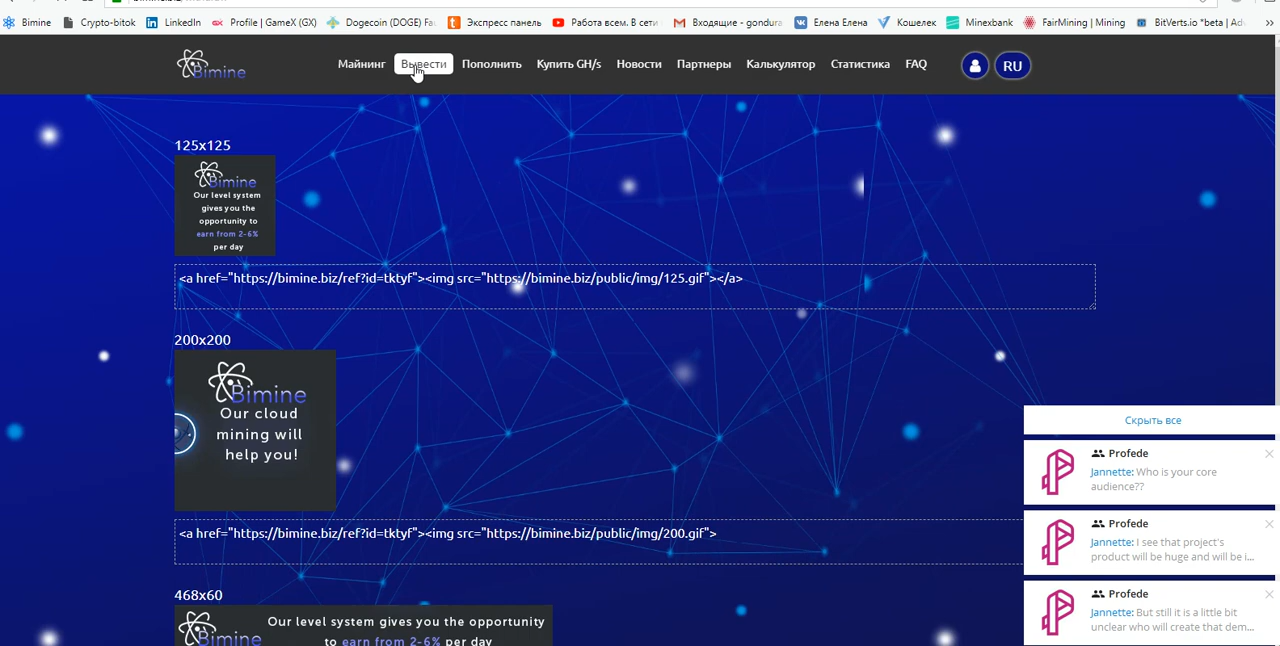 Bimine Crypto-bitok LinkedIn Profile | GameX (GX) Dogecoin (DOGE) Fau Экспресс панель Работа всем. В сети Входящие - gondura Елена Елена Кошелек Minexbank FairMining | Mining BitVerts.io *beta | Adv »
Bimine Майнинг Вывести Пополнить Купить GH/s Новости Партнеры Калькулятор Статистика FAQ RU
125x125
Bimine
Our level system
gives you the
opportunity to
earn from 2-6%
per day
<a href="https://bimine.biz/ref?id=tktyf"><img src="https://bimine.biz/public/img/125.gif"></a>
200x200
Bimine
Our cloud
mining will
help you!
<a href="https://bimine.biz/ref?id=tktyf"><img src="https://bimine.biz/public/img/200.gif">
468x60
Bimine
Our level system gives you the opportunity
to earn from 2-6% per day
Скрыть все
Profede
Jannette: Who is your core
audience??
Profede
Jannette: I see that project's
product will be huge and will be i...
Profede
Jannette: But still it is a little bit
unclear who will create that dem...